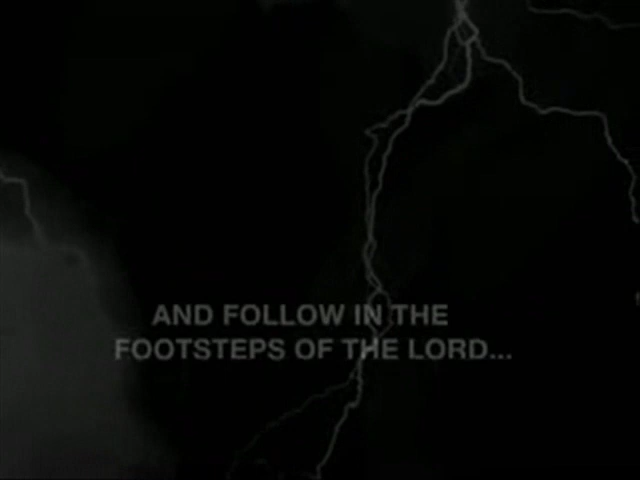 AND FOLLOW IN THE
FOOTSTEPS OF THE LORD...